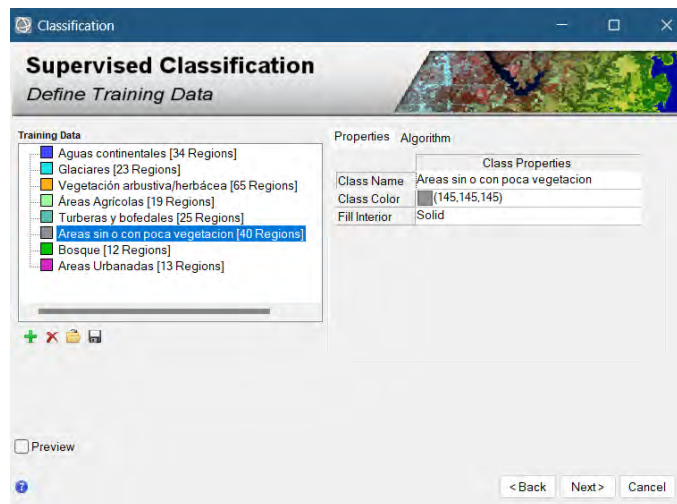 Classification
Supervised Classification
Define Training Data
Training Data
Aguas continentales [34 Regions]
Glaciares [23 Regions]
Vegetación arbustiva/herbácea [65 Regions]
Áreas Agrícolas [19 Regions]
Turberas y bofedales [25 Regions]
Areas sin o con poca vegetacion [40 Regions]
Bosque [12 Regions]
Areas Urbanadas [13 Regions]
Properties Algorithm
Class Properties
Class Name Areas sin o con poca vegetacion
Class Color (145,145,145)
Fill Interior Solid
Preview
< Back Next > Cancel